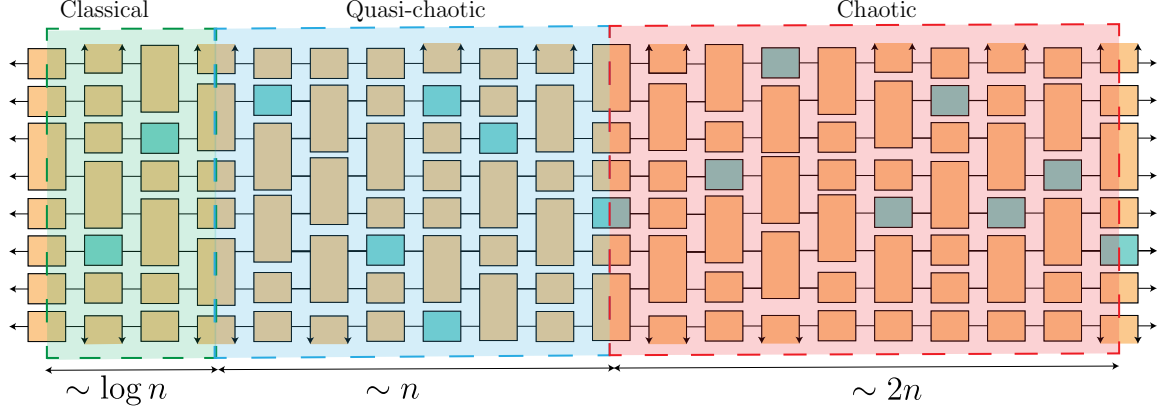 Classical Quasi-chaotic Chaotic
∼ log n ∼ n ∼ 2n